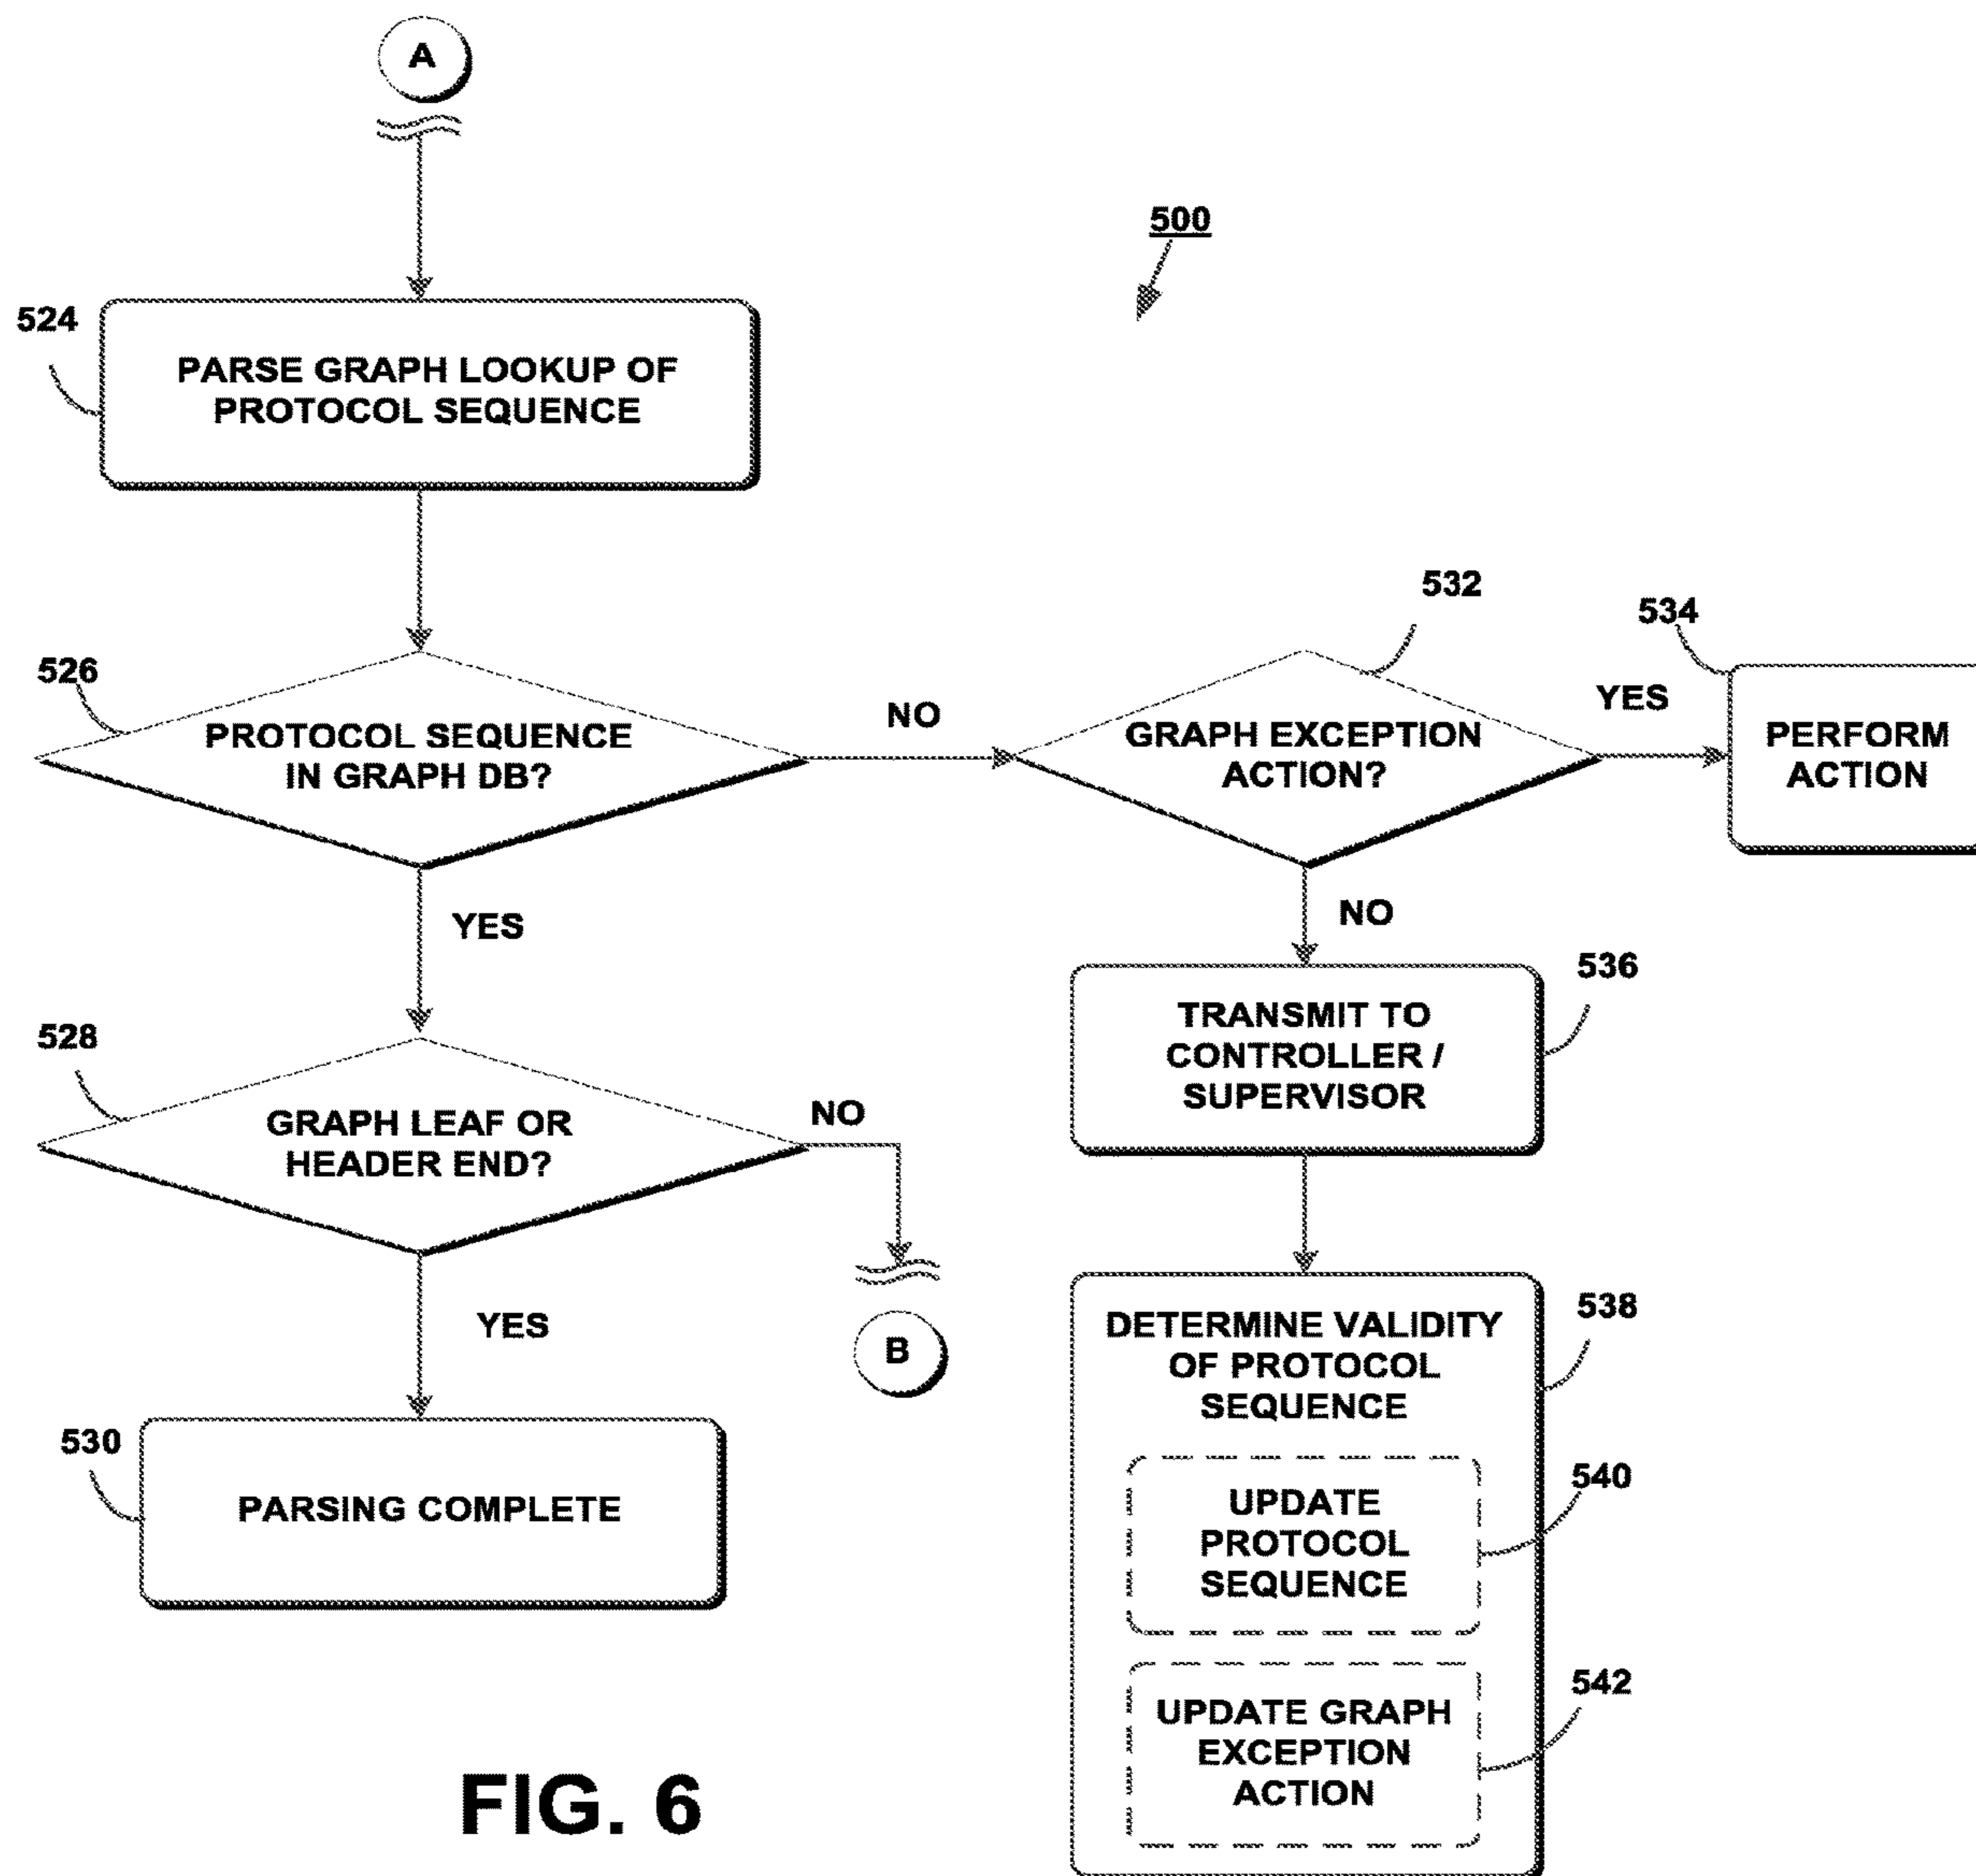 A
500
524
PARSE GRAPH LOOKUP OF
PROTOCOL SEQUENCE
526
PROTOCOL SEQUENCE
IN GRAPH DB?
NO
532
GRAPH EXCEPTION
ACTION?
YES
534
PERFORM
ACTION
YES
NO
528
GRAPH LEAF OR
HEADER END?
NO
B
YES
530
PARSING COMPLETE
536
TRANSMIT TO
CONTROLLER /
SUPERVISOR
538
DETERMINE VALIDITY
OF PROTOCOL
SEQUENCE
540
UPDATE
PROTOCOL
SEQUENCE
542
UPDATE GRAPH
EXCEPTION
ACTION
FIG. 6